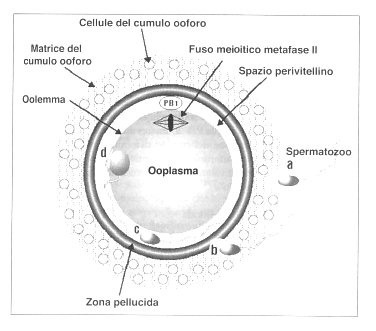 Cellule del cumulo ooforo
Matrice del
cumulo ooforo
Fuso meioitico metafase II
Spazio perivitellino
Oolemma
PB1
Spermatozoo
a
d
Ooplasma
c
b
Zona pellucida